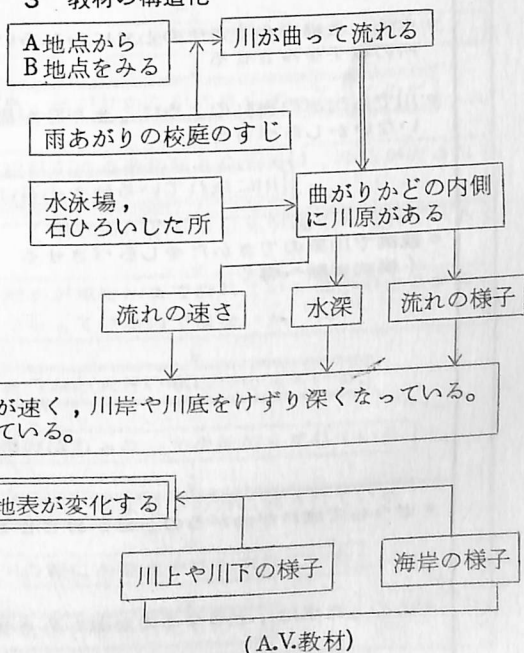 3 教材の構造化
A地点から
B地点をみる
川が曲って流れる
雨あがりの校庭のすじ
水泳場,
石ひろいした所
曲がりかどの内側
に川原がある
流れの速さ
水深
流れの様子
が速く,川岸や川底をけずり深くなっている。
ている。
地表が変化する
川上や川下の様子
海岸の様子
(A.V.教材)